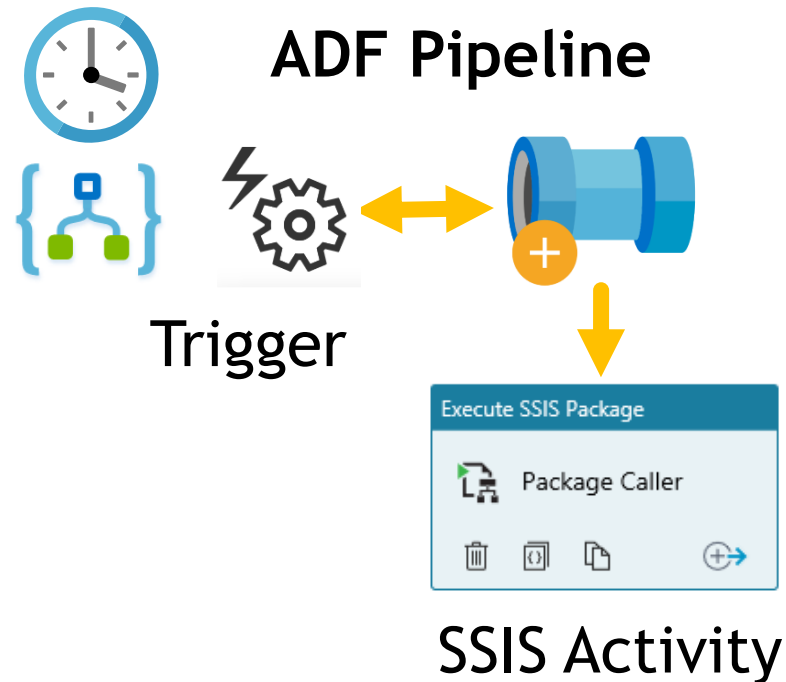 ADF Pipeline
Trigger
Execute SSIS Package
Package Caller
SSIS Activity